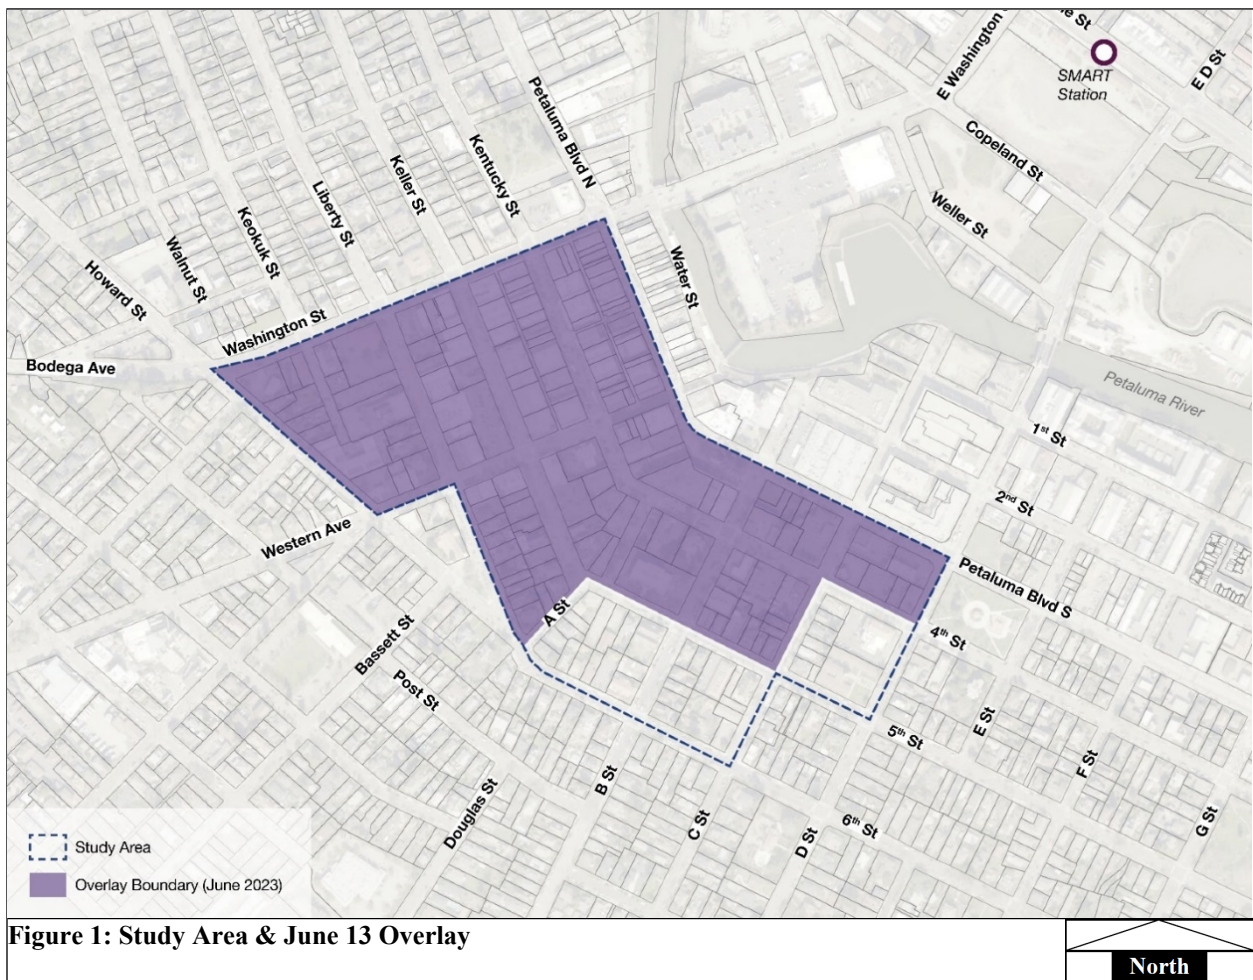 E Washington
SMART
Station
E D St
Copeland St
Weller St
Petaluma Blvd N
Kentucky St
Keller St
Liberty St
Keokuk St
Walnut St
Howard St
Water St
Washington St
Bodega Ave
Petaluma River
1st St
2nd St
Western Ave
Petaluma Blvd S
A St
4th St
Bassett St
Post St
E St
5th St
F St
B St
Douglas St
C St
D St
6th St
G St
Study Area
Overlay Boundary (June 2023)
Figure 1: Study Area & June 13 Overlay
North